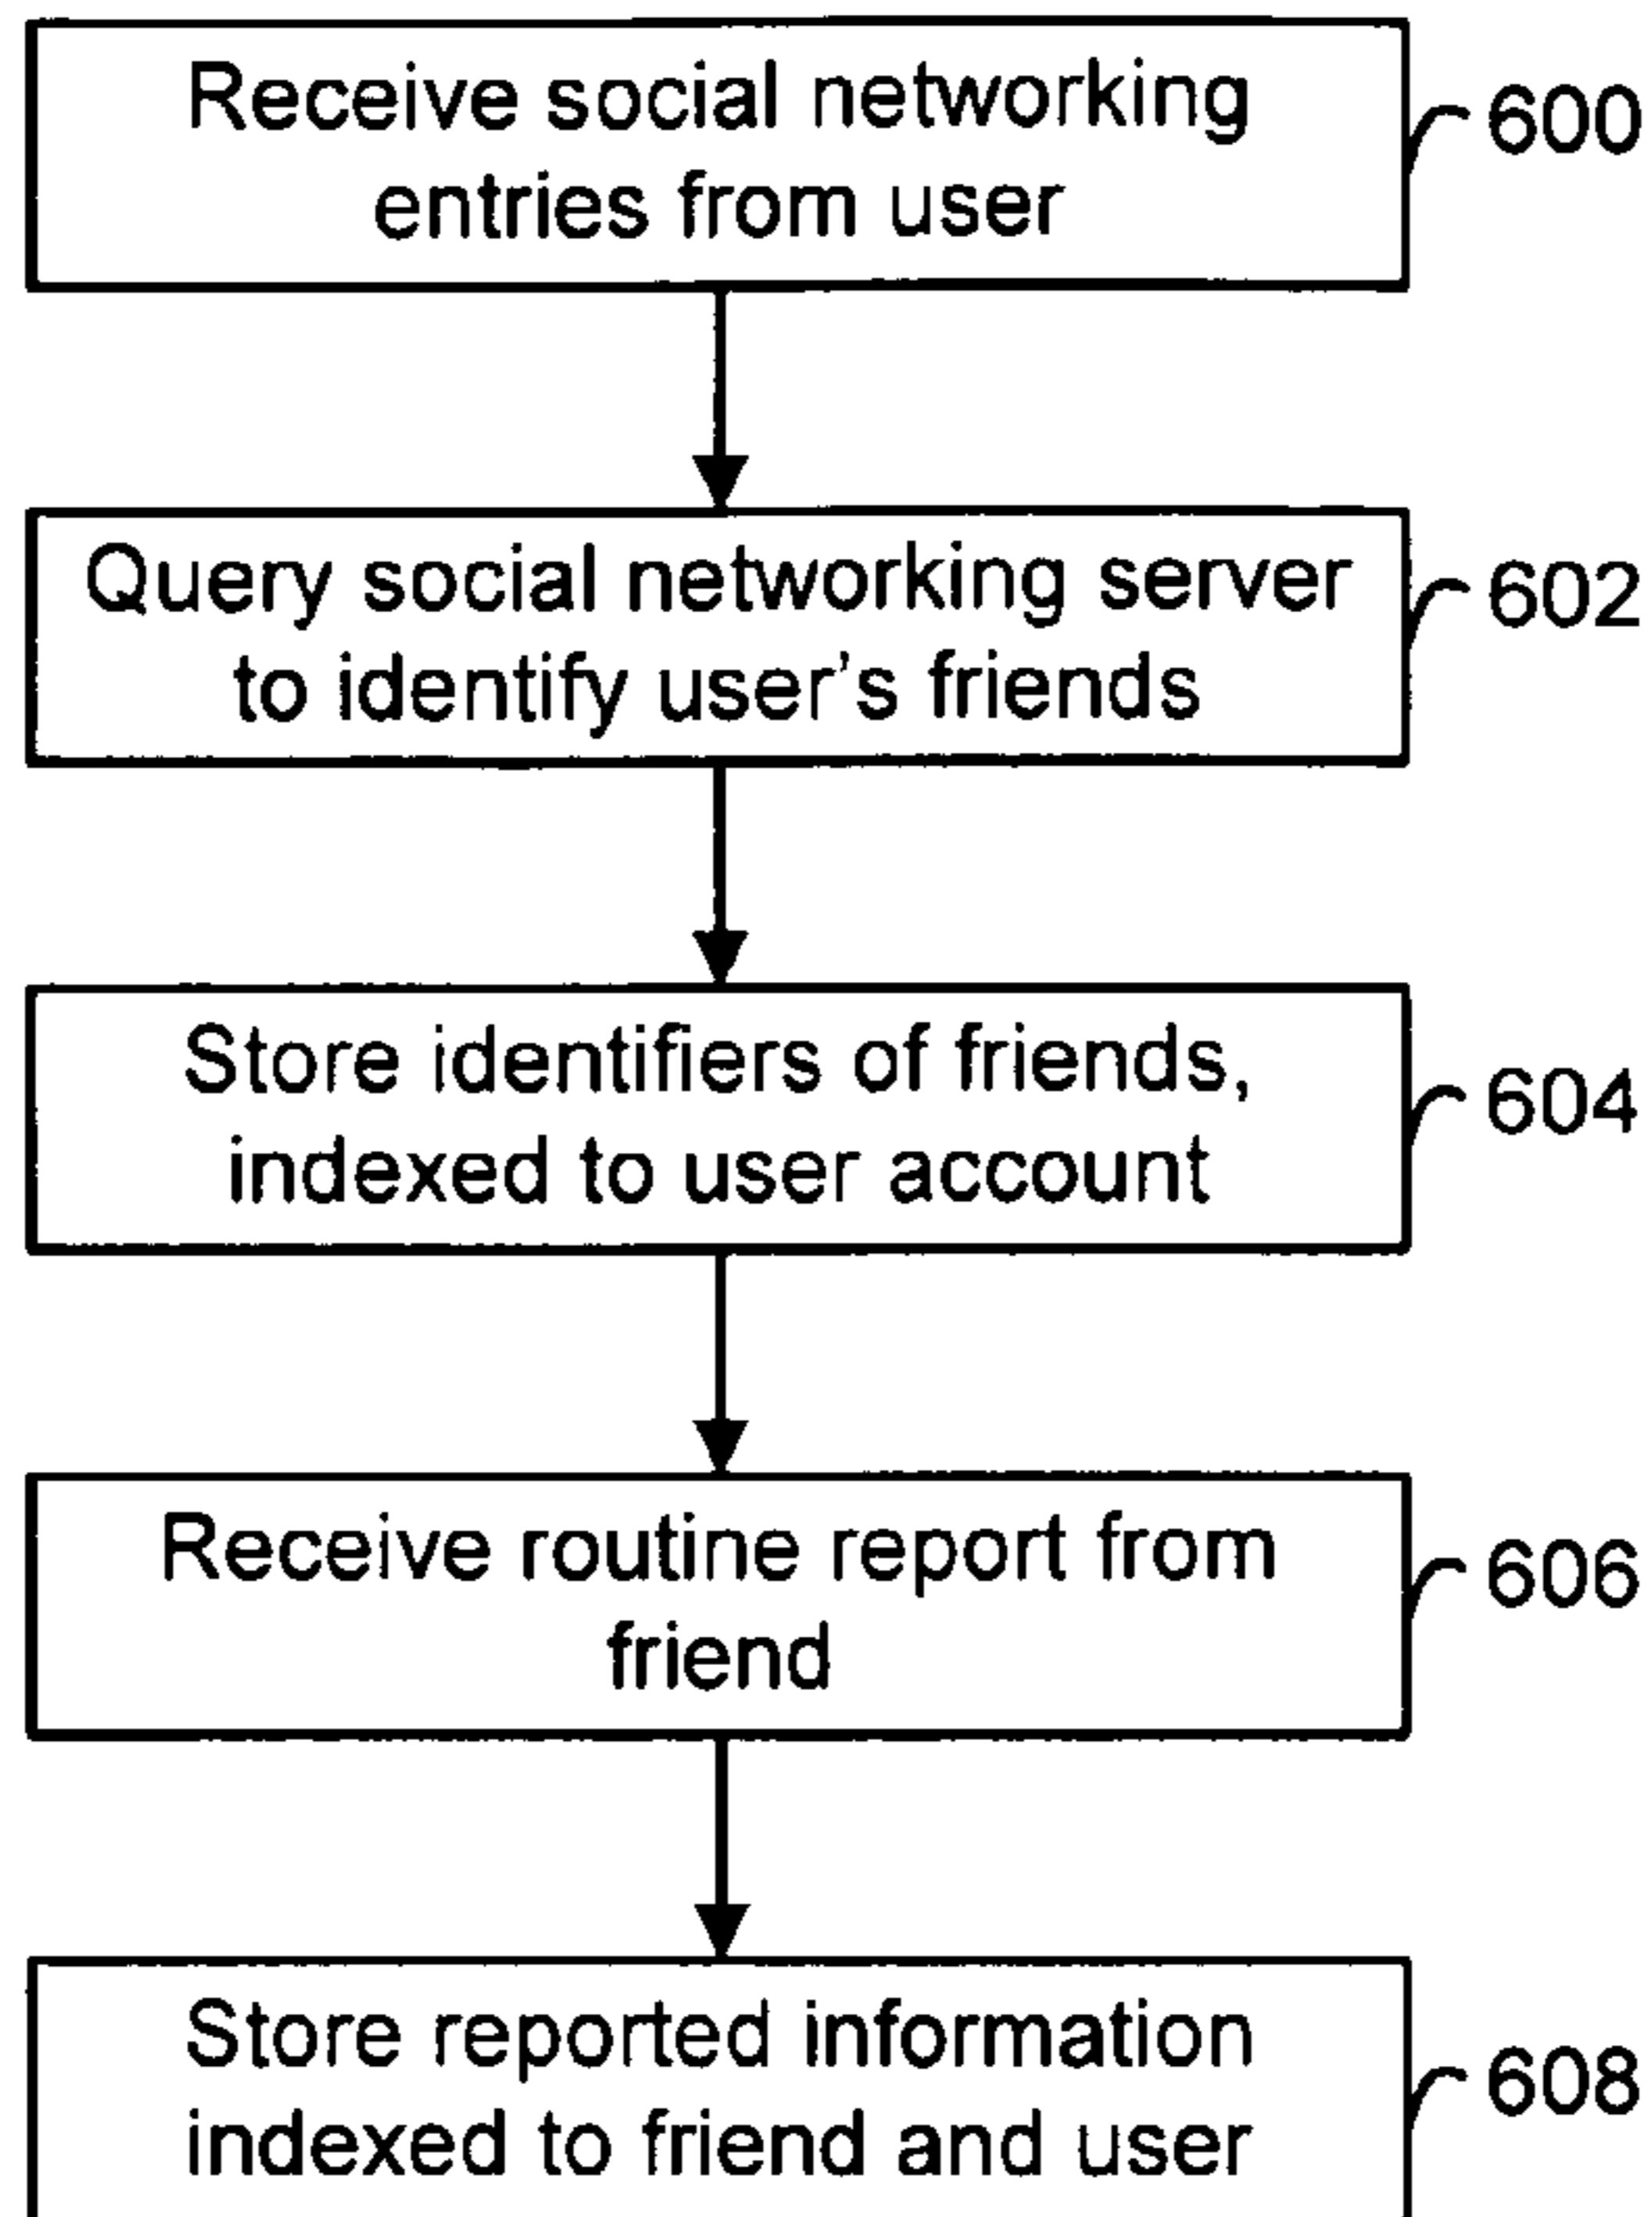 Receive social networking
entries from user
600
Query social networking server
to identify user's friends
602
Store identifiers of friends,
indexed to user account
604
Receive routine report from
friend
606
Store reported information
indexed to friend and user
608